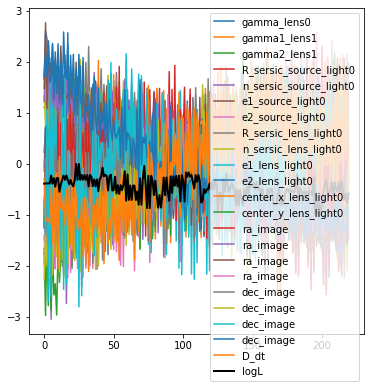 3
2
1
0
−1
−2
−3
0
50
100
150
200
gamma_lens0
gamma1_lens1
gamma2_lens1
R_sersic_source_light0
n_sersic_source_light0
e1_source_light0
e2_source_light0
R_sersic_lens_light0
n_sersic_lens_light0
e1_lens_light0
e2_lens_light0
center_x_lens_light0
center_y_lens_light0
ra_image
ra_image
ra_image
ra_image
dec_image
dec_image
dec_image
dec_image
D_dt
logL